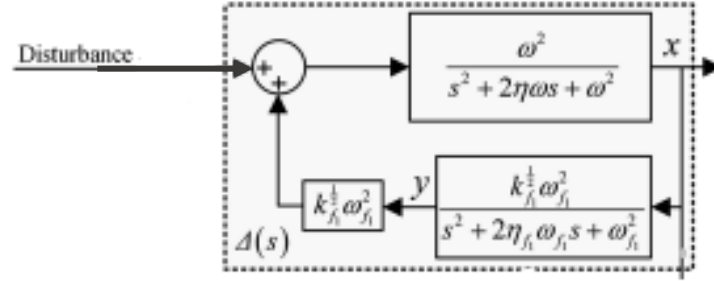 Disturbance
+
+
ω²
s² + 2ηωs + ω²
x
k_{f₁}^{½} ω_{f₁}²
y
k_{f₁}^{½} ω_{f₁}²
s² + 2η_{f₁} ω_{f₁} s + ω_{f₁}²
Δ(s)